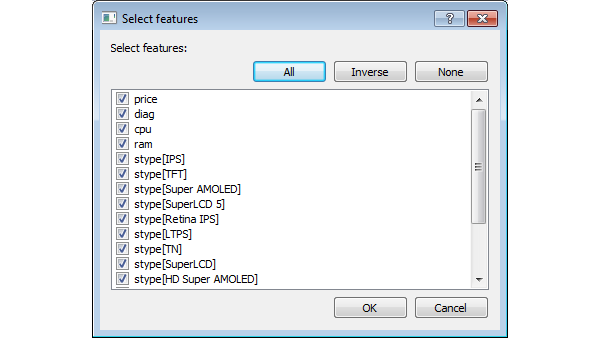 Select features
Select features:
All Inverse None
price
diag
cpu
ram
stype[IPS]
stype[TFT]
stype[Super AMOLED]
stype[SuperLCD 5]
stype[Retina IPS]
stype[LTPS]
stype[TN]
stype[SuperLCD]
stype[HD Super AMOLED]
OK Cancel